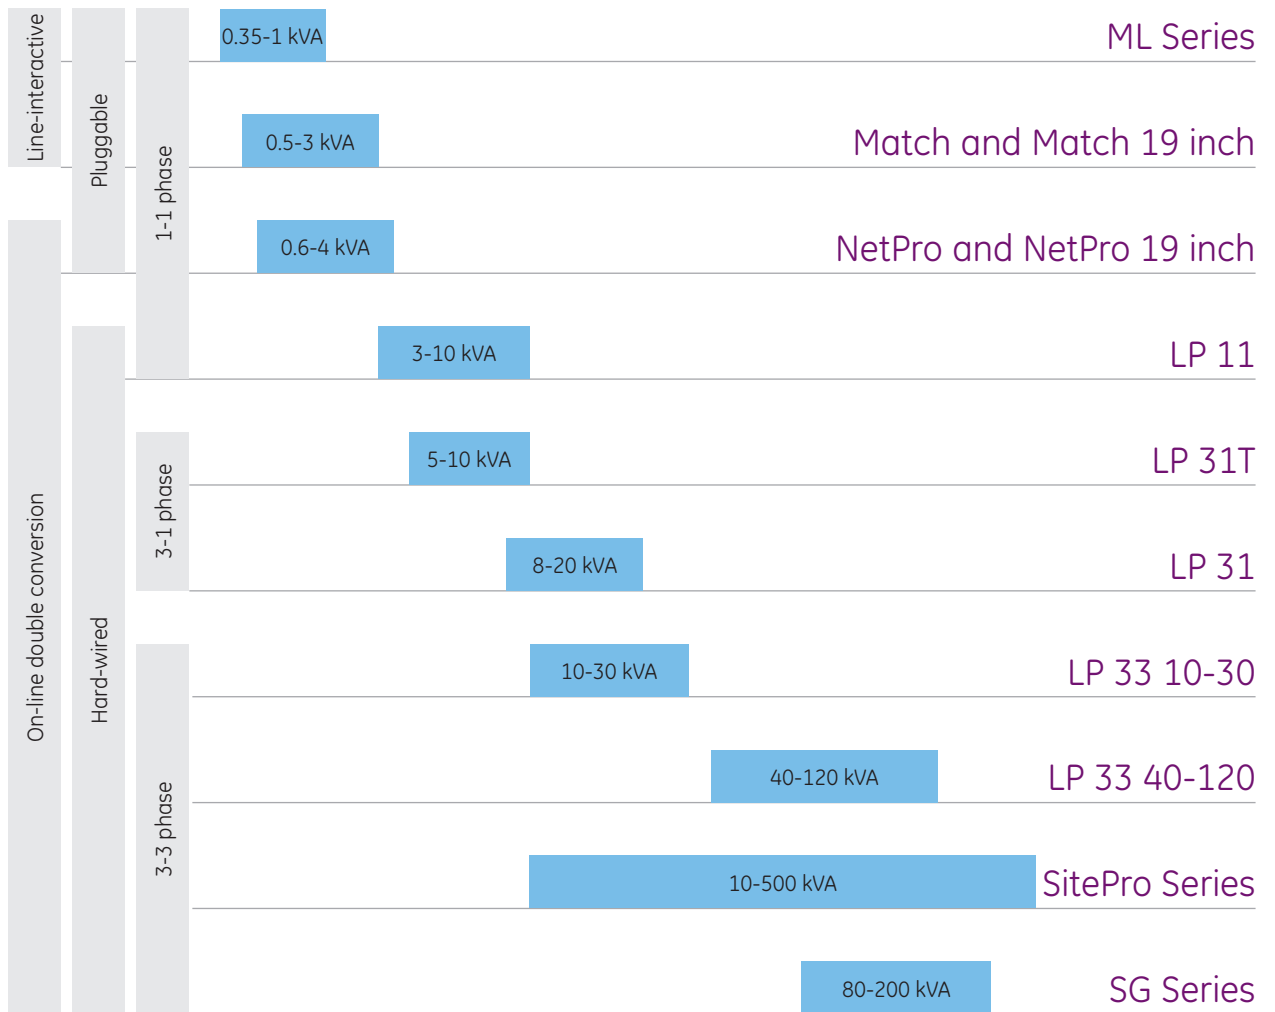 Line-interactive
Pluggable
1-1 phase
0.35-1 kVA
ML Series
0.5-3 kVA
Match and Match 19 inch
0.6-4 kVA
NetPro and NetPro 19 inch
On-line double conversion
Hard-wired
3-10 kVA
LP 11
3-1 phase
5-10 kVA
LP 31T
8-20 kVA
LP 31
3-3 phase
10-30 kVA
LP 33 10-30
40-120 kVA
LP 33 40-120
10-500 kVA
SitePro Series
80-200 kVA
SG Series